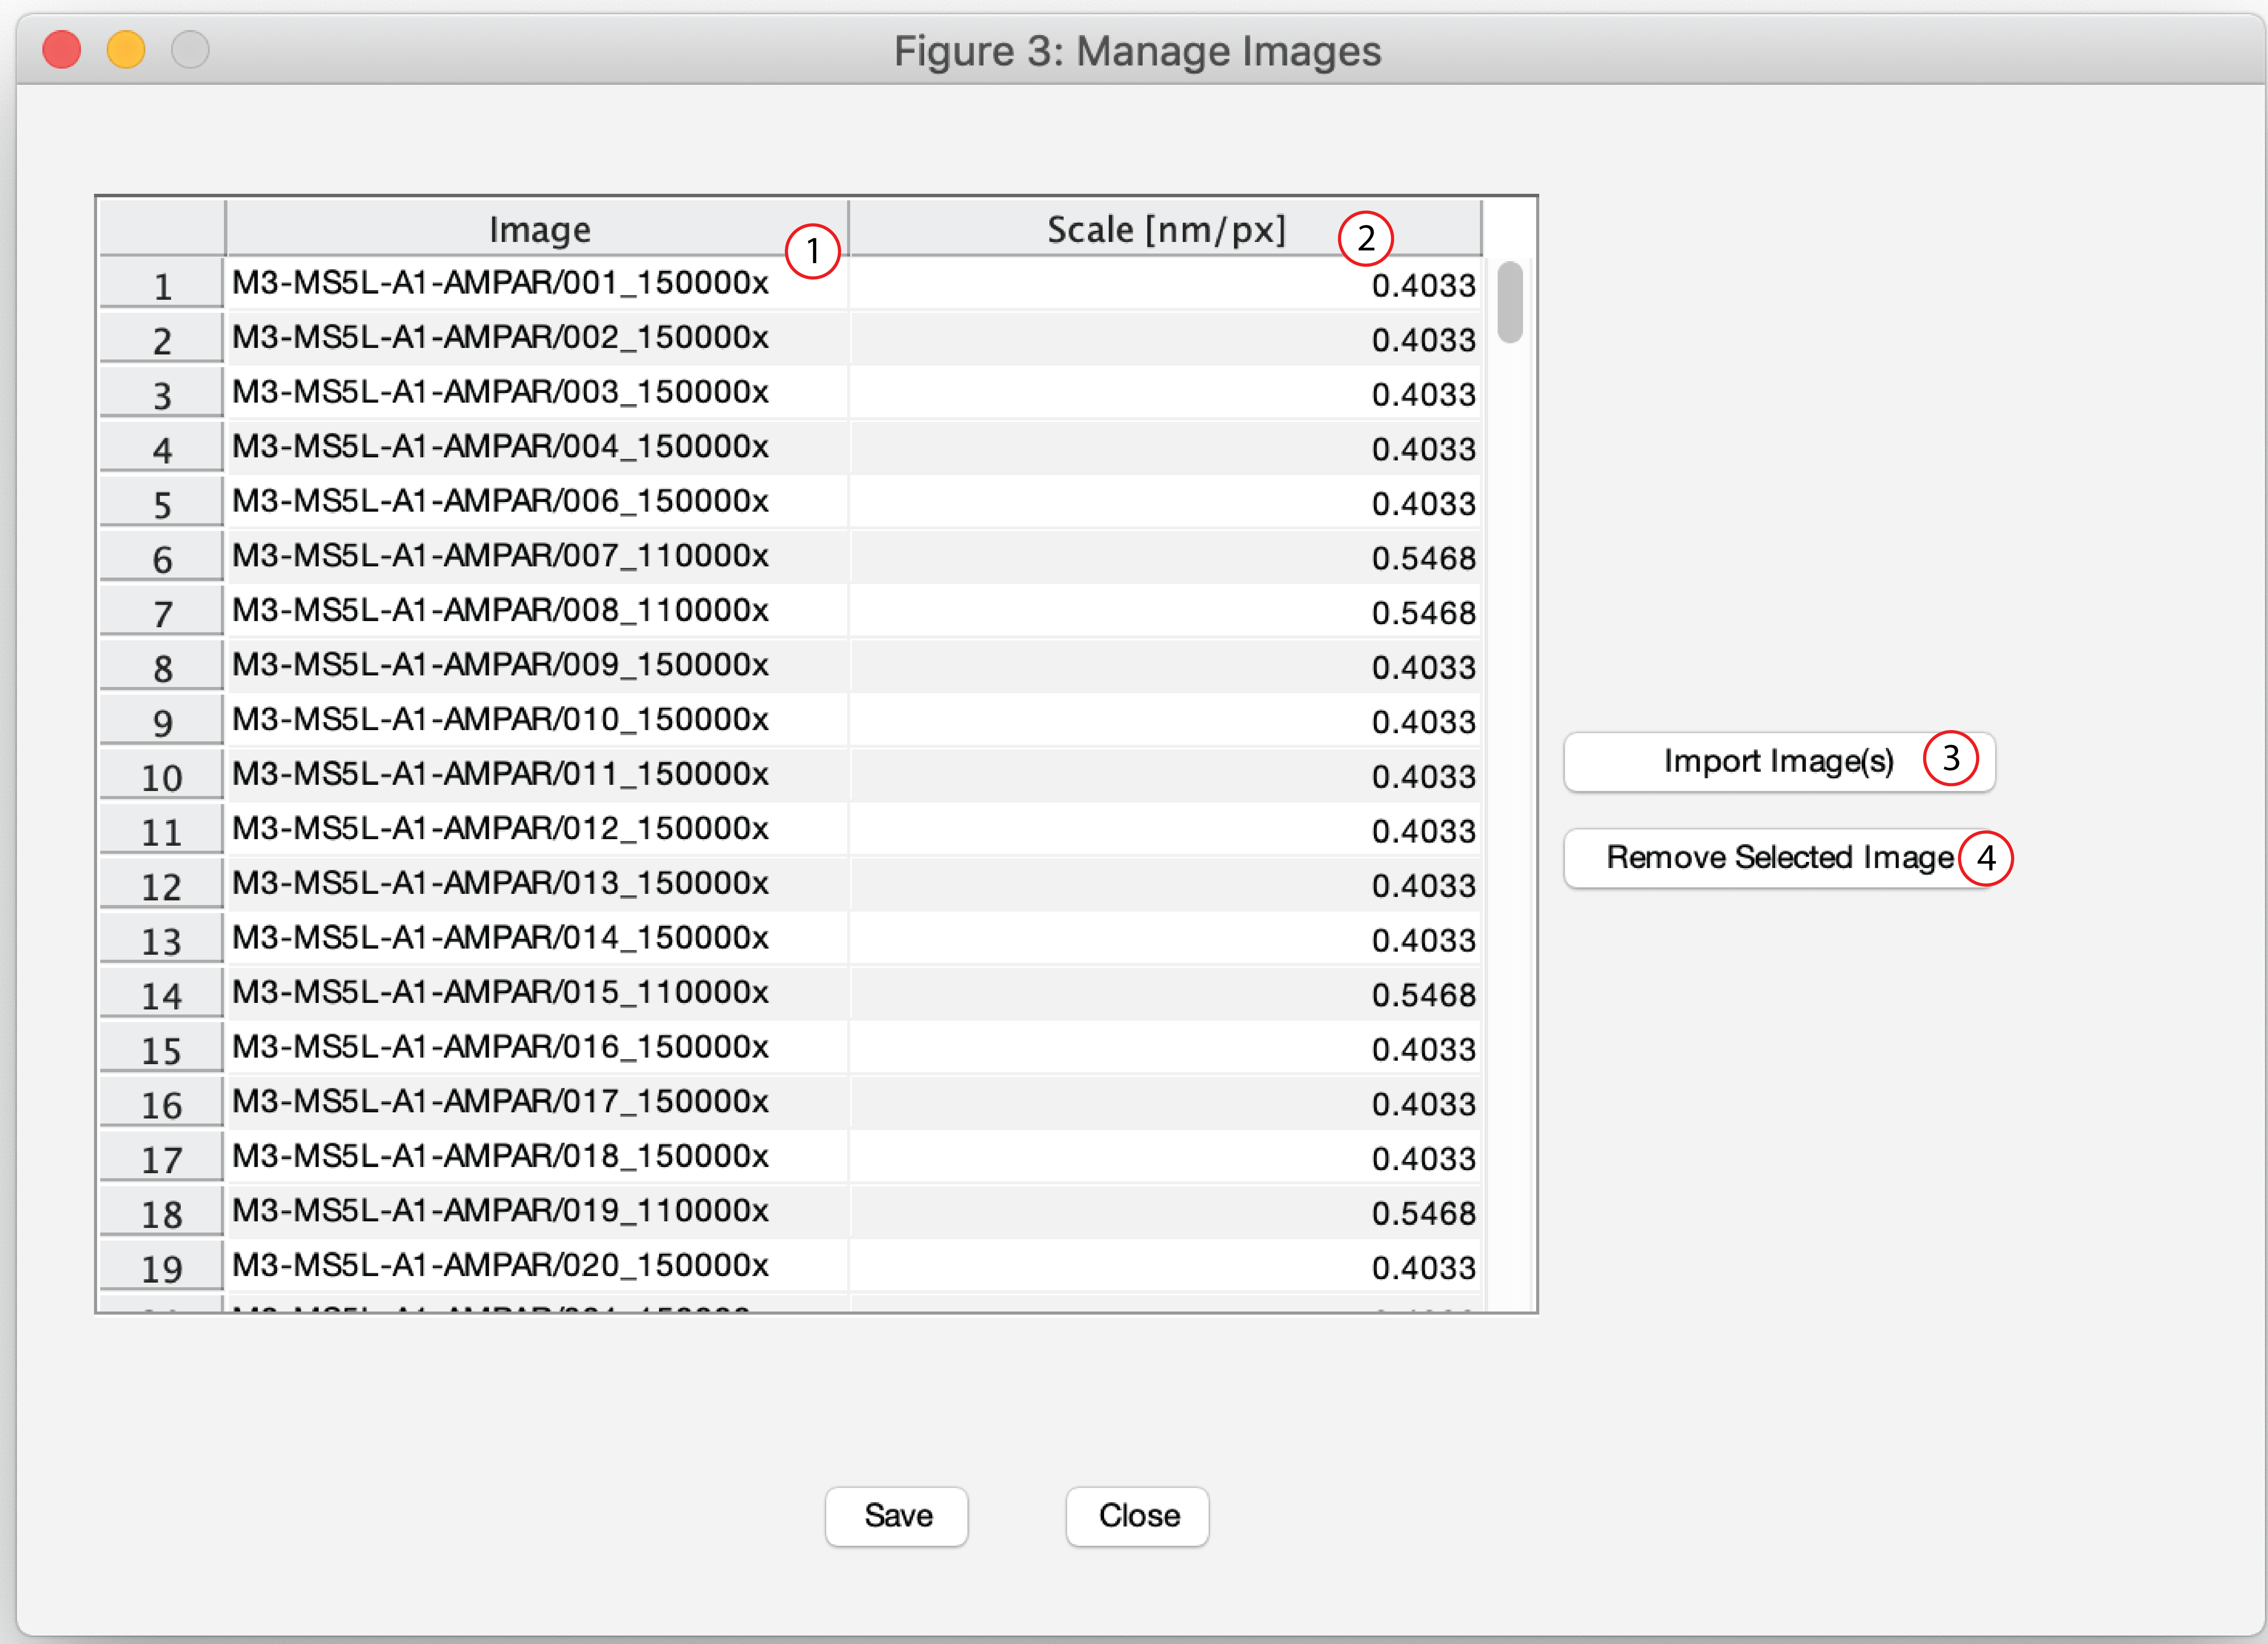 Figure 3: Manage Images
Image 1 Scale [nm/px] 2
1 M3-MS5L-A1-AMPAR/001_150000x 0.4033
2 M3-MS5L-A1-AMPAR/002_150000x 0.4033
3 M3-MS5L-A1-AMPAR/003_150000x 0.4033
4 M3-MS5L-A1-AMPAR/004_150000x 0.4033
5 M3-MS5L-A1-AMPAR/006_150000x 0.4033
6 M3-MS5L-A1-AMPAR/007_110000x 0.5468
7 M3-MS5L-A1-AMPAR/008_110000x 0.5468
8 M3-MS5L-A1-AMPAR/009_150000x 0.4033
9 M3-MS5L-A1-AMPAR/010_150000x 0.4033
10 M3-MS5L-A1-AMPAR/011_150000x 0.4033
11 M3-MS5L-A1-AMPAR/012_150000x 0.4033
12 M3-MS5L-A1-AMPAR/013_150000x 0.4033
13 M3-MS5L-A1-AMPAR/014_150000x 0.4033
14 M3-MS5L-A1-AMPAR/015_110000x 0.5468
15 M3-MS5L-A1-AMPAR/016_150000x 0.4033
16 M3-MS5L-A1-AMPAR/017_150000x 0.4033
17 M3-MS5L-A1-AMPAR/018_150000x 0.4033
18 M3-MS5L-A1-AMPAR/019_110000x 0.5468
19 M3-MS5L-A1-AMPAR/020_150000x 0.4033
Import Image(s) 3
Remove Selected Image 4
Save
Close